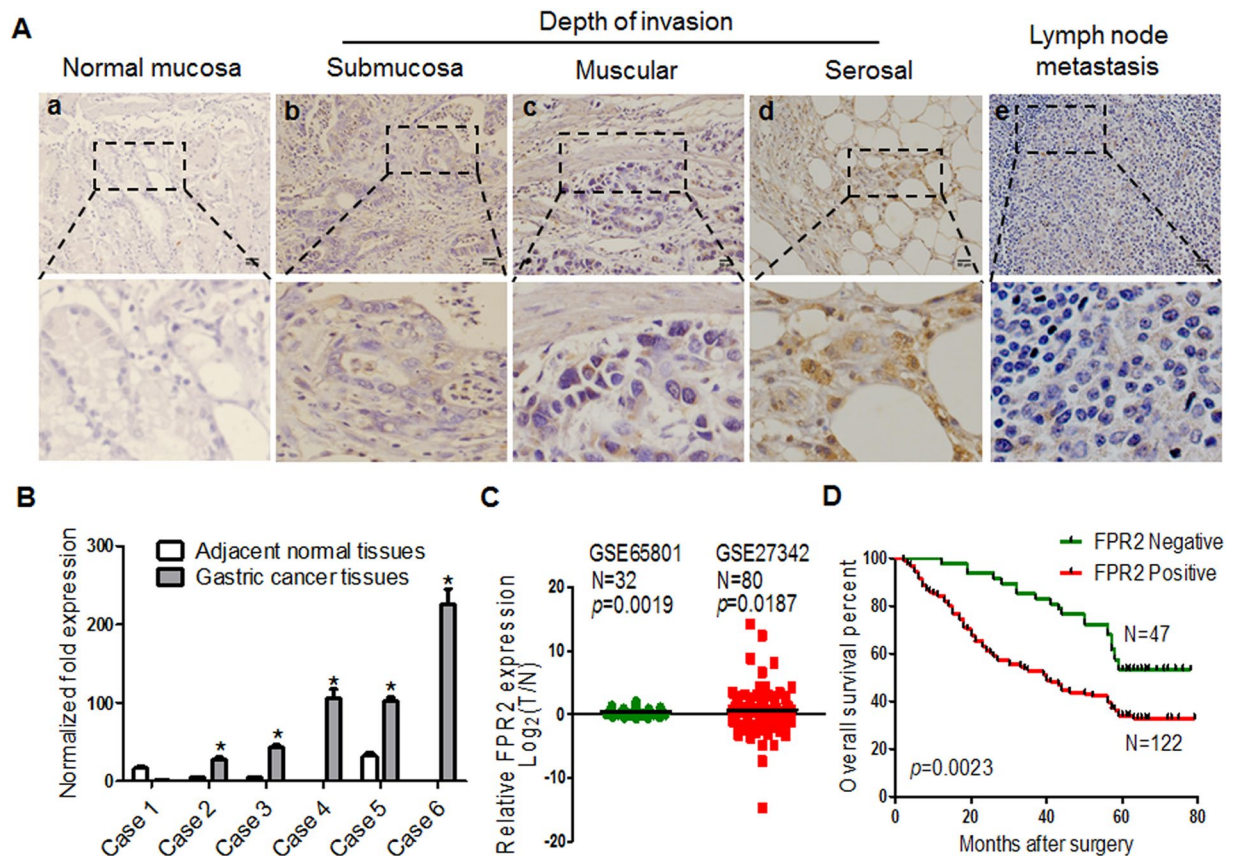 A
Depth of invasion
Normal mucosa
Submucosa
Muscular
Serosal
Lymph node
metastasis
a
b
c
d
e
B
Normalized fold expression
300
200
100
0
Adjacent normal tissues
Gastric cancer tissues
*
*
*
*
*
Case 1
Case 2
Case 3
Case 4
Case 5
Case 6
C
Relative FPR2 expression
Log2(T/N)
GSE65801
N=32
p=0.0019
GSE27342
N=80
p=0.0187
20
10
0
-10
-20
D
Overall survival percent
100
80
60
40
20
0
FPR2 Negative
FPR2 Positive
N=47
N=122
p=0.0023
0
20
40
60
80
Months after surgery